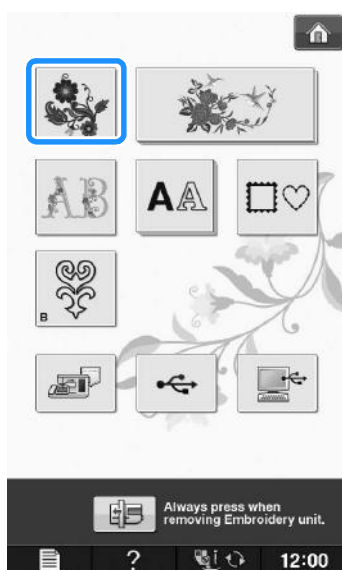 AB
AA
B
Always press when
removing Embroidery unit.
?
12:00